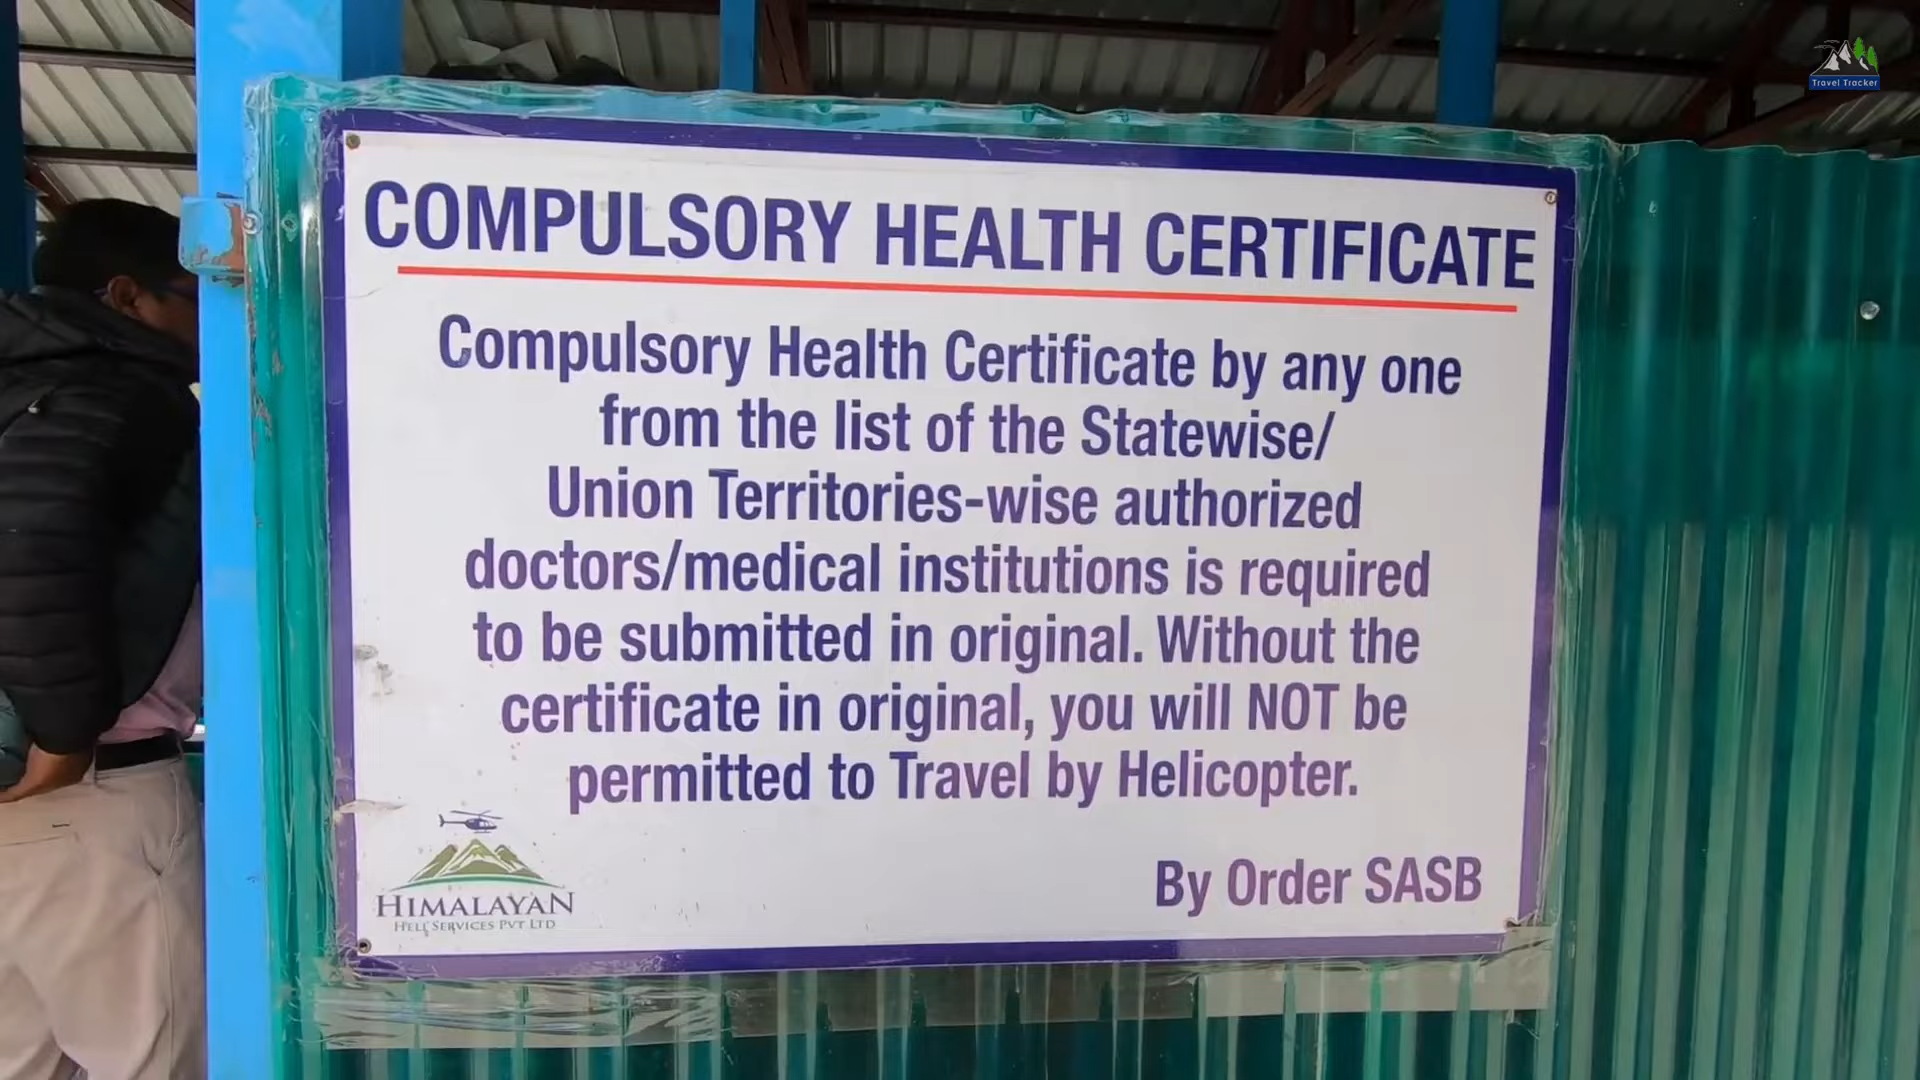 Travel Tracker
COMPULSORY HEALTH CERTIFICATE
Compulsory Health Certificate by any one
from the list of the Statewise/
Union Territories-wise authorized
doctors/medical institutions is required
to be submitted in original. Without the
certificate in original, you will NOT be
permitted to Travel by Helicopter.
By Order SASB
HIMALAYAN
HELI SERVICES PVT LTD